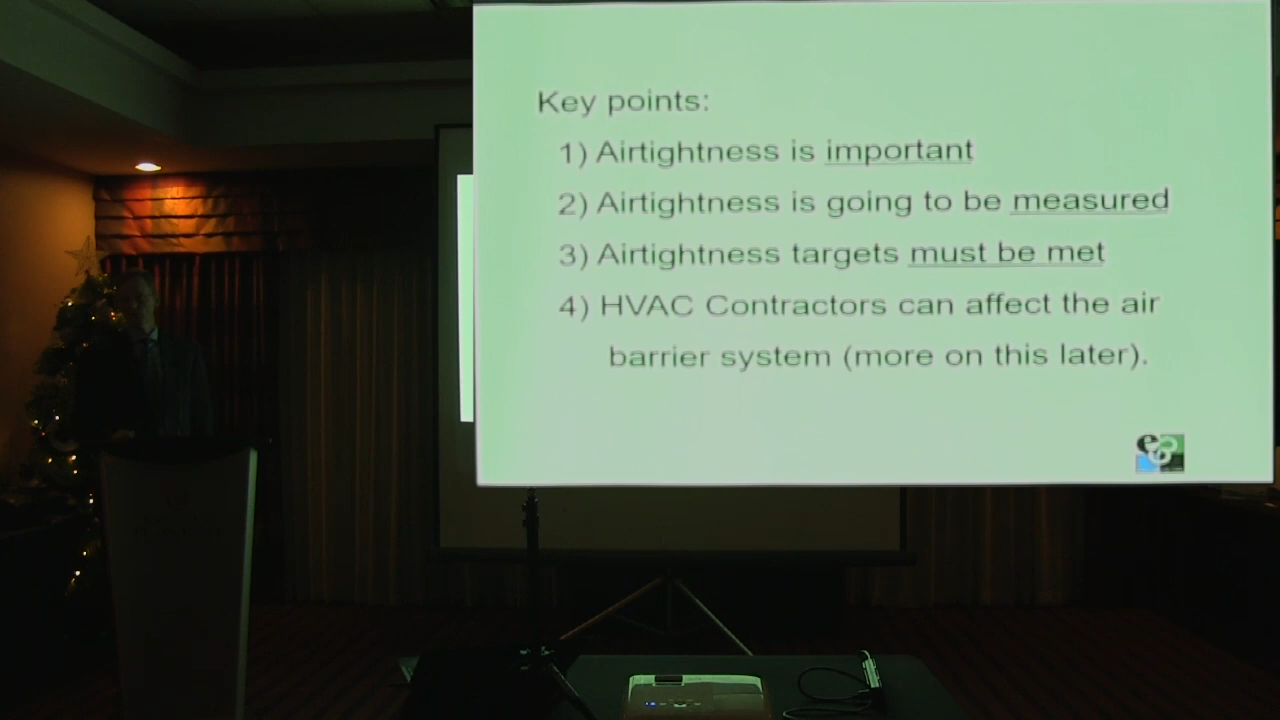 Key points:
1) Airtightness is important
2) Airtightness is going to be measured
3) Airtightness targets must be met
4) HVAC Contractors can affect the air
barrier system (more on this later).